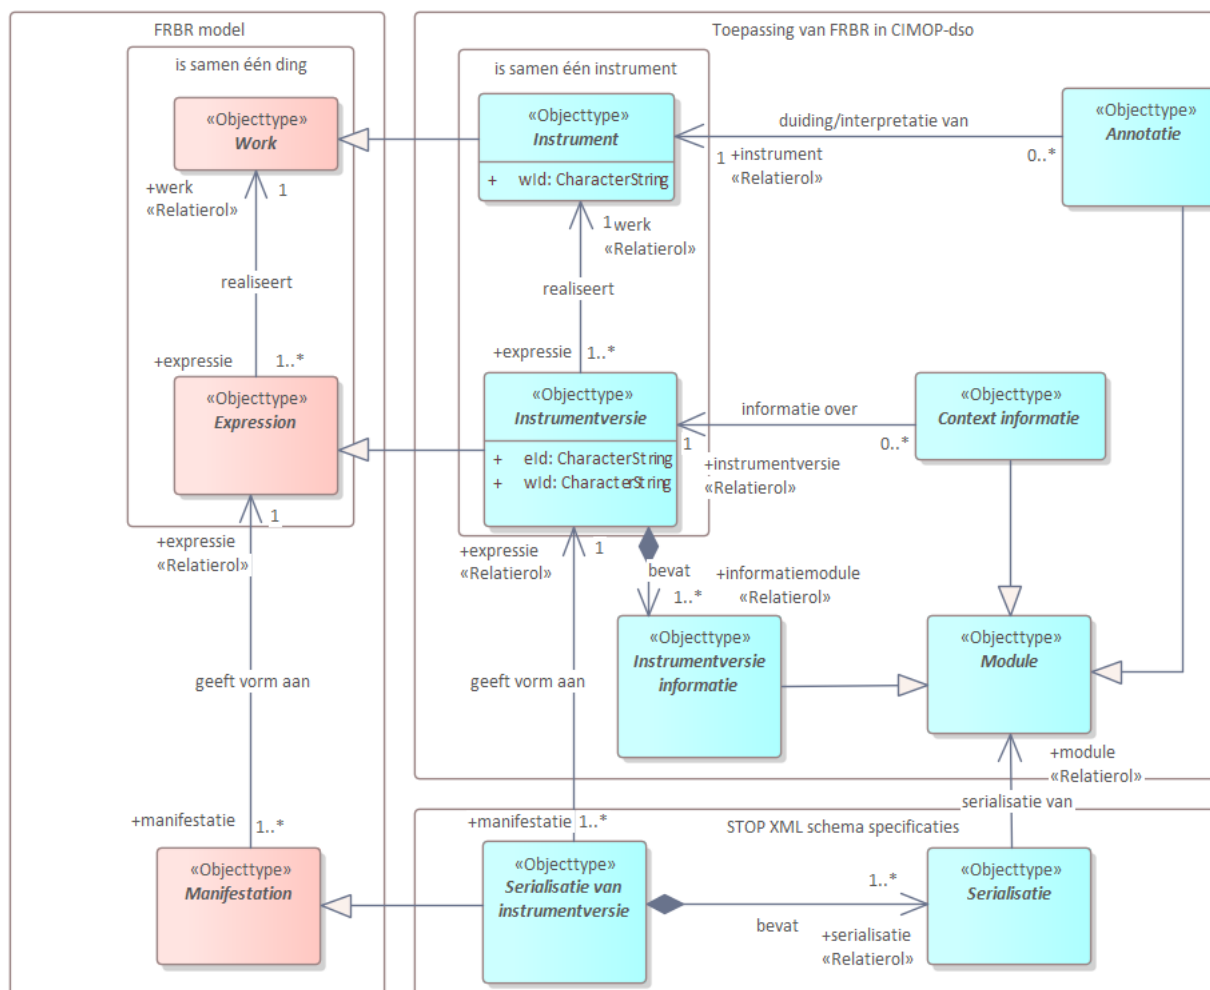 FRBR model
Toepassing van FRBR in CIMOP-dso
is samen één ding
is samen één instrument
«Objecttype»
Work
«Objecttype»
Instrument
+ wId: CharacterString
duiding/interpretatie van
1
+instrument
«Relatierol»
0..*
«Objecttype»
Annotatie
+werk
«Relatierol»
1
1
werk
«Relatierol»
realiseert
realiseert
+expressie
1..*
+expressie
1..*
«Objecttype»
Expression
«Objecttype»
Instrumentversie
+ eId: CharacterString
+ wId: CharacterString
informatie over
1
+instrumentversie
«Relatierol»
0..*
«Objecttype»
Context informatie
1
+expressie
«Relatierol»
+expressie
«Relatierol»
1
bevat
1..*
+informatiemodule
«Relatierol»
«Objecttype»
Instrumentversie
informatie
«Objecttype»
Module
geeft vorm aan
geeft vorm aan
+module
«Relatierol»
serialisatie van
+manifestatie
1..*
+manifestatie
1..*
STOP XML schema specificaties
«Objecttype»
Manifestation
«Objecttype»
Serialisatie van
instrumentversie
bevat
1..*
+serialisatie
«Relatierol»
«Objecttype»
Serialisatie